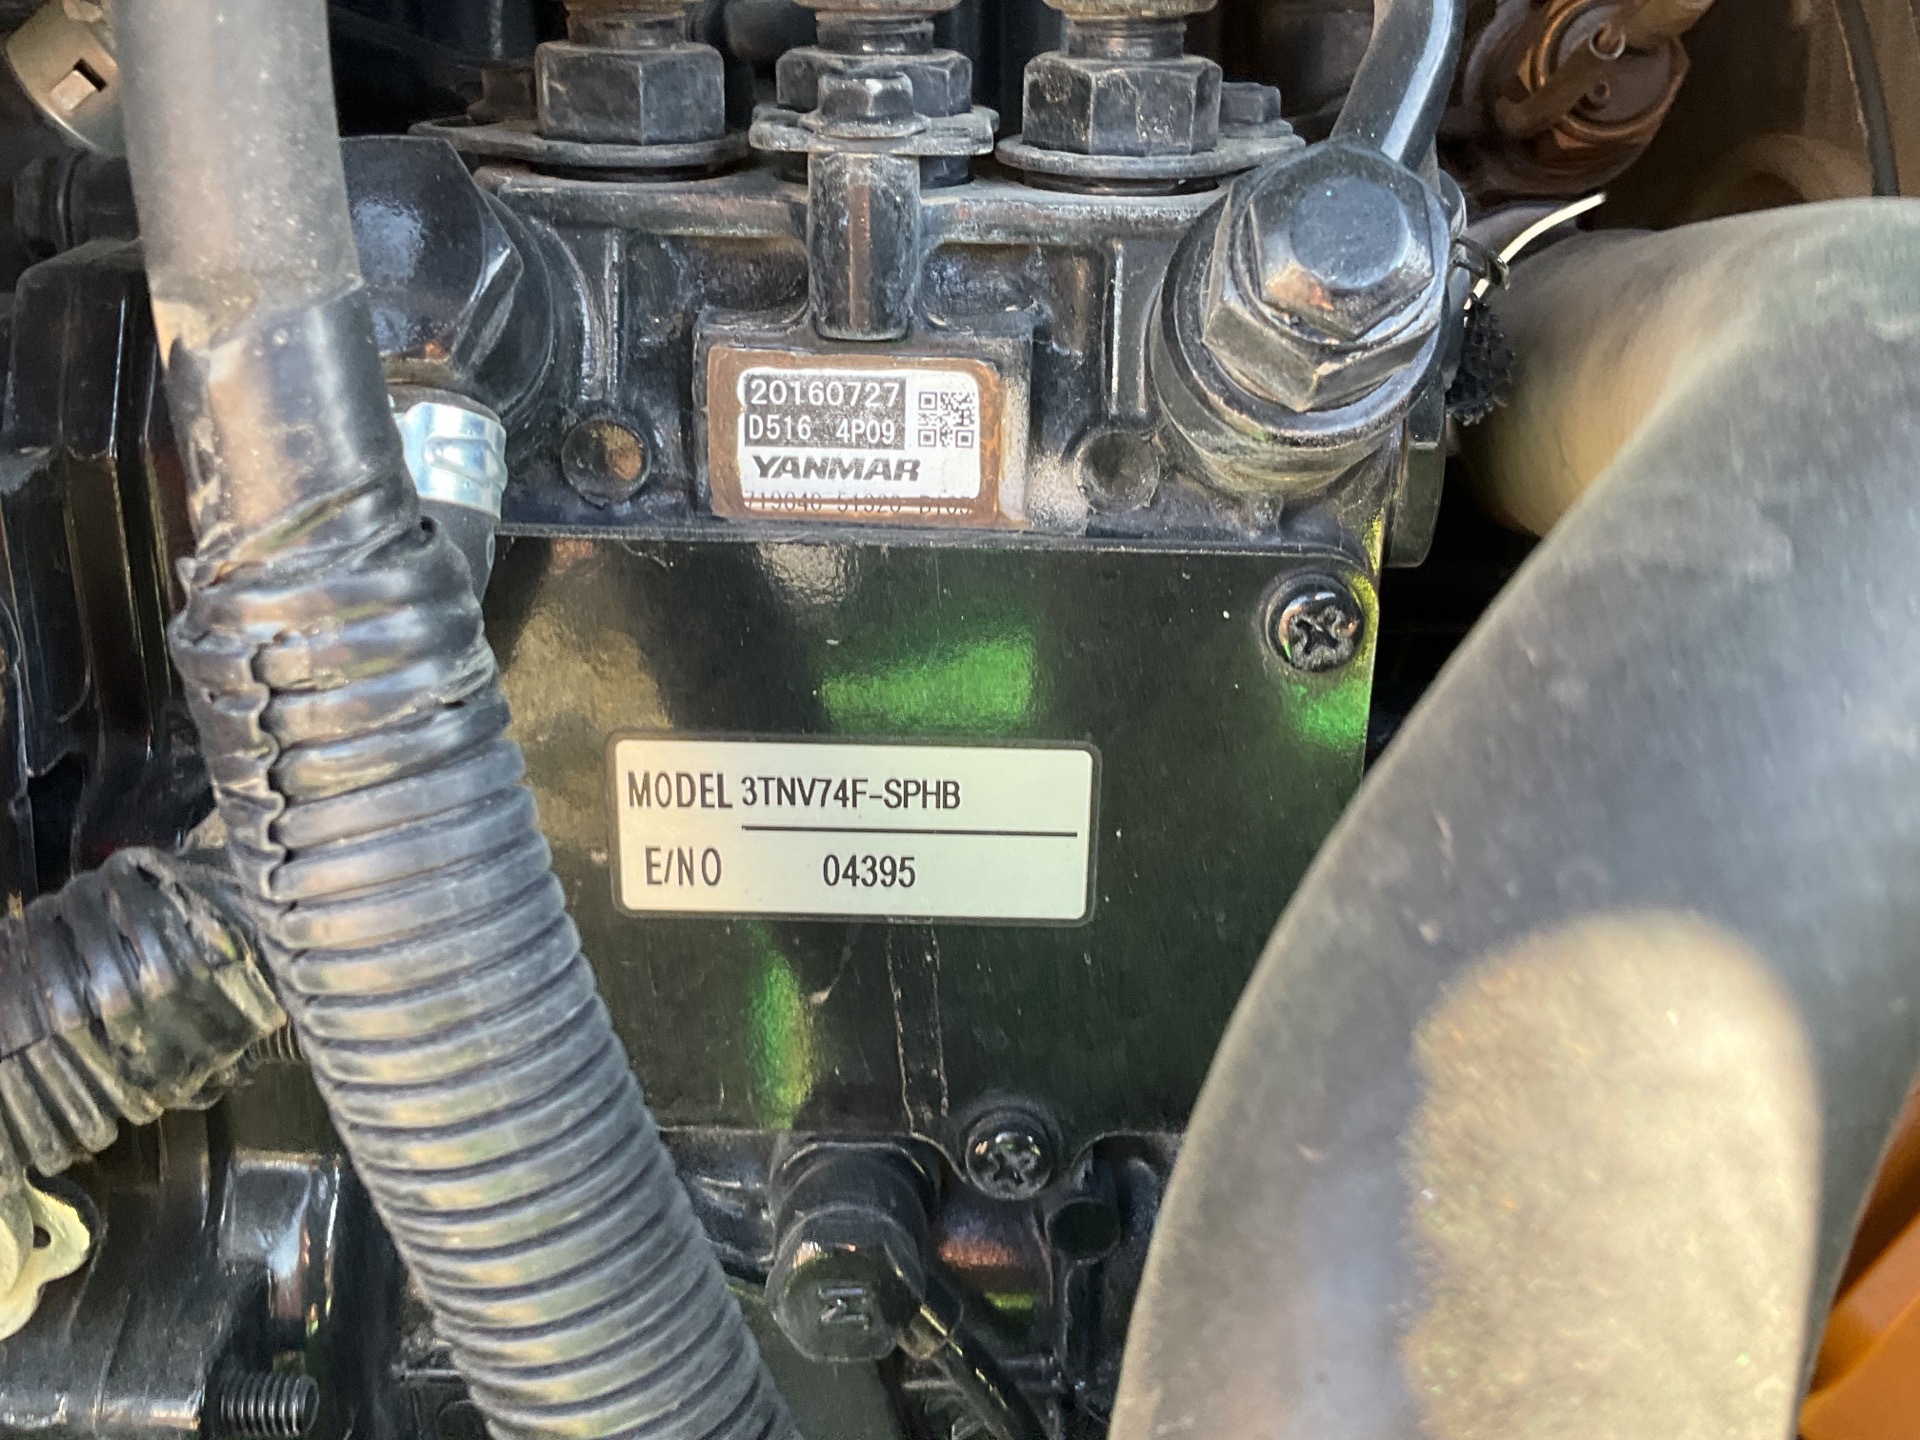 20160727
D516 4P09
YANMAR
MODEL 3TNV74F-SPHB
E/NO 04395
M